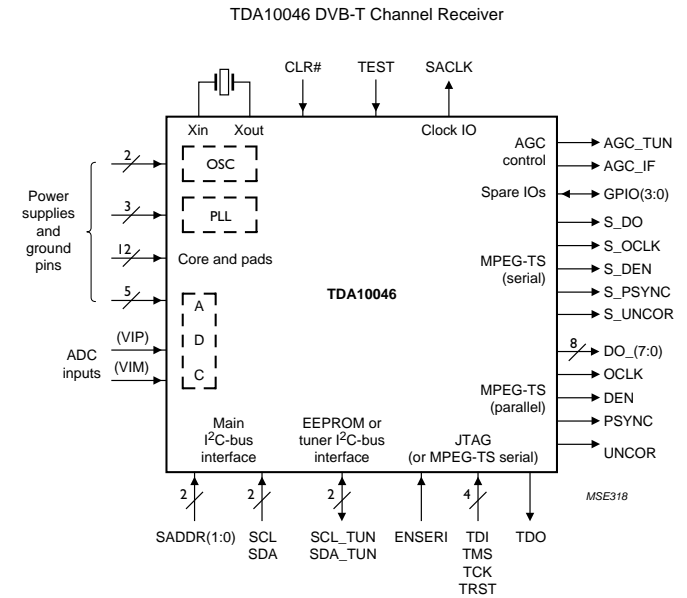 TDA10046 DVB-T Channel Receiver
CLR#
TEST
SACLK
Xin
Xout
Clock IO
OSC
PLL
Core and pads
A
D
C
2
3
12
5
Power
supplies
and
ground
pins
ADC
inputs
(VIP)
(VIM)
TDA10046
AGC
control
Spare IOs
MPEG-TS
(serial)
MPEG-TS
(parallel)
AGC_TUN
AGC_IF
GPIO(3:0)
S_DO
S_OCLK
S_DEN
S_PSYNC
S_UNCOR
8
DO_(7:0)
OCLK
DEN
PSYNC
UNCOR
Main
I²C-bus
interface
EEPROM or
tuner I²C-bus
interface
JTAG
(or MPEG-TS serial)
2
2
2
4
MSE318
SADDR(1:0)
SCL
SDA
SCL_TUN
SDA_TUN
ENSERI
TDI
TMS
TCK
TRST
TDO